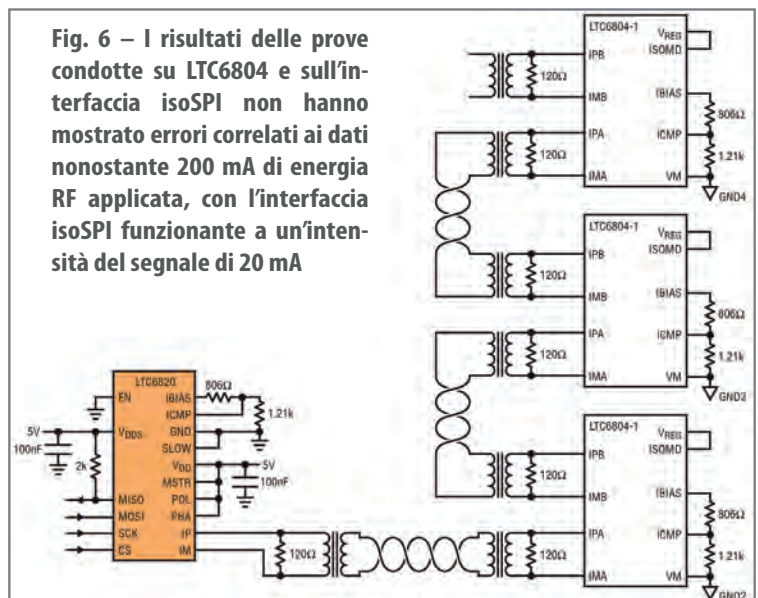 Fig. 6 – I risultati delle prove
condotte su LTC6804 e sull'in-
terfaccia isoSPI non hanno
mostrato errori correlati ai dati
nonostante 200 mA di energia
RF applicata, con l'interfaccia
isoSPI funzionante a un'inten-
sità del segnale di 20 mA
LTC6804-1
VREG
ISOMD
IPB
120Ω
IMB
IBIAS
806Ω
IPA
ICMP
120Ω
1.21k
IMA
VM
GND4
LTC6804-1
VREG
ISOMD
IPB
120Ω
IMB
IBIAS
806Ω
IPA
ICMP
120Ω
1.21k
IMA
VM
GND2
LTC6804-1
VREG
ISOMD
IPB
120Ω
IMB
IBIAS
806Ω
IPA
ICMP
120Ω
1.21k
IMA
VM
GND2
LTC6820
EN
IBIAS
806Ω
ICMP
1.21k
5V
VDDS
GND
100nF
SLOW
2k
VDD
5V
MSTR
100nF
MISO
POL
MOSI
PHA
SCK
IP
CS
IM
120Ω